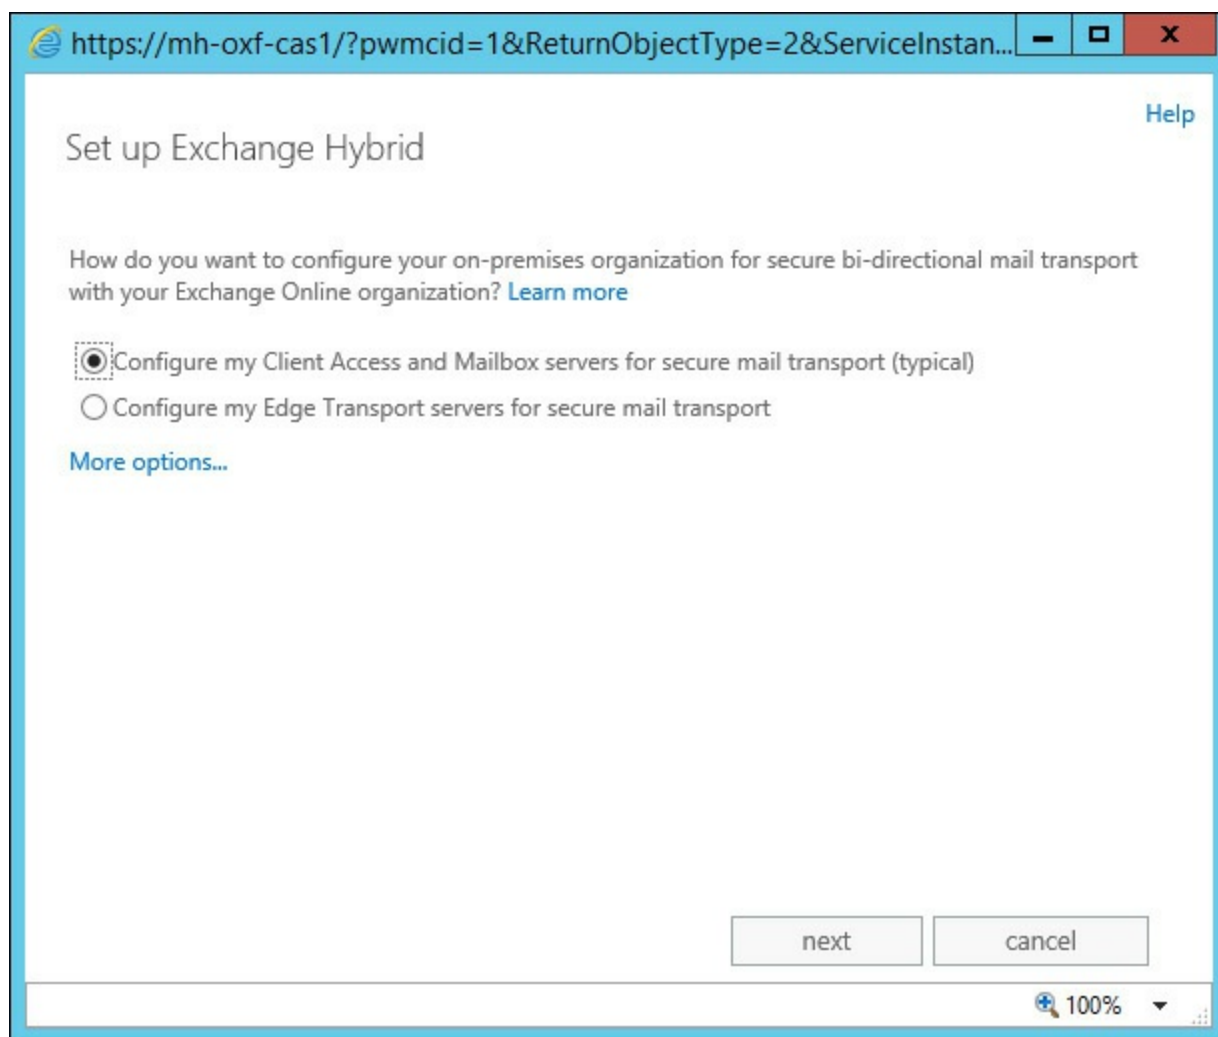 https://mh-oxf-cas1/?pwmcid=1&ReturnObjectType=2&ServiceInstan...
Help
Set up Exchange Hybrid
How do you want to configure your on-premises organization for secure bi-directional mail transport
with your Exchange Online organization? Learn more
Configure my Client Access and Mailbox servers for secure mail transport (typical)
Configure my Edge Transport servers for secure mail transport
More options...
next cancel
100%